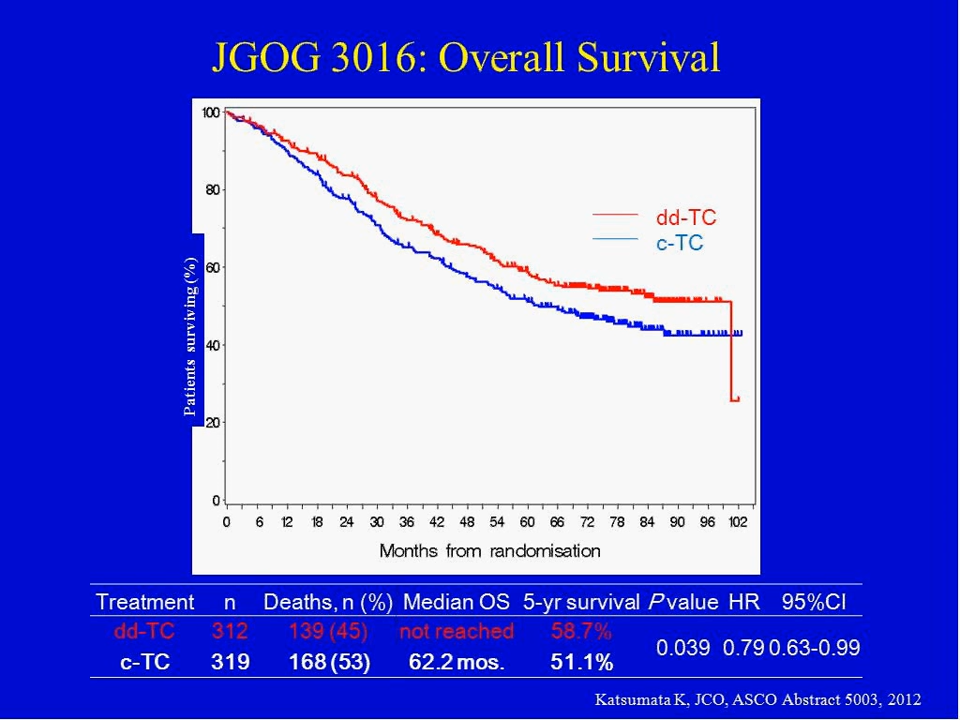 JGOG 3016: Overall Survival
100
80
60
40
20
0
Patients surviving (%)
dd-TC
c-TC
0 6 12 18 24 30 36 42 48 54 60 66 72 78 84 90 96 102
Months from randomisation
Treatment n Deaths, n (%) Median OS 5-yr survival P value HR 95%CI
dd-TC 312 139 (45) not reached 58.7%
0.039 0.79 0.63-0.99
c-TC 319 168 (53) 62.2 mos. 51.1%
Katsumata K, JCO, ASCO Abstract 5003, 2012